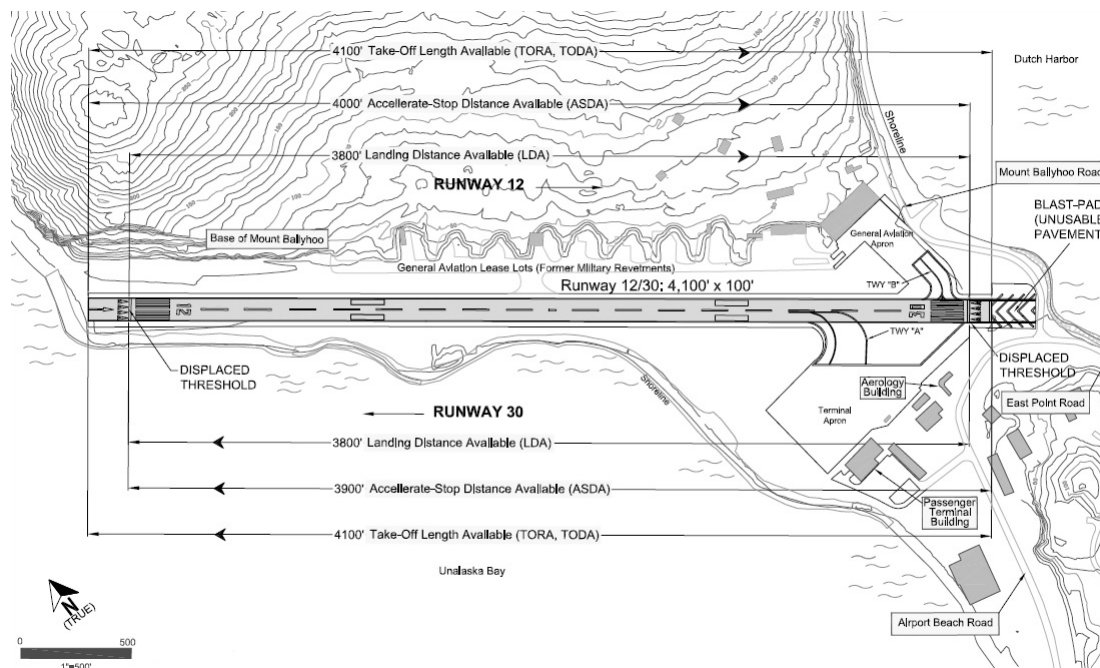 4100' Take-Off Length Available (TORA, TODA)
Dutch Harbor
4000' Accellerate-Stop Distance Available (ASDA)
Shoreline
3800' Landing Distance Available (LDA)
Mount Ballyhoo Road
RUNWAY 12
BLAST-PAD
(UNUSABLE
PAVEMENT
Base of Mount Ballyhoo
General Aviation
Apron
General Aviation Lease Lots (Former Military Revetments)
Runway 12/30; 4,100' x 100'
TWY "B"
12
TWY "A"
DISPLACED
THRESHOLD
DISPLACED
THRESHOLD
Aerology
Building
East Point Road
Shoreline
RUNWAY 30
Terminal
Apron
3800' Landing Distance Available (LDA)
3900' Accellerate-Stop Distance Available (ASDA)
Passenger
Terminal
Building
4100' Take-Off Length Available (TORA, TODA)
Unalaska Bay
N
(TRUE)
Airport Beach Road
0 500
1"=500'